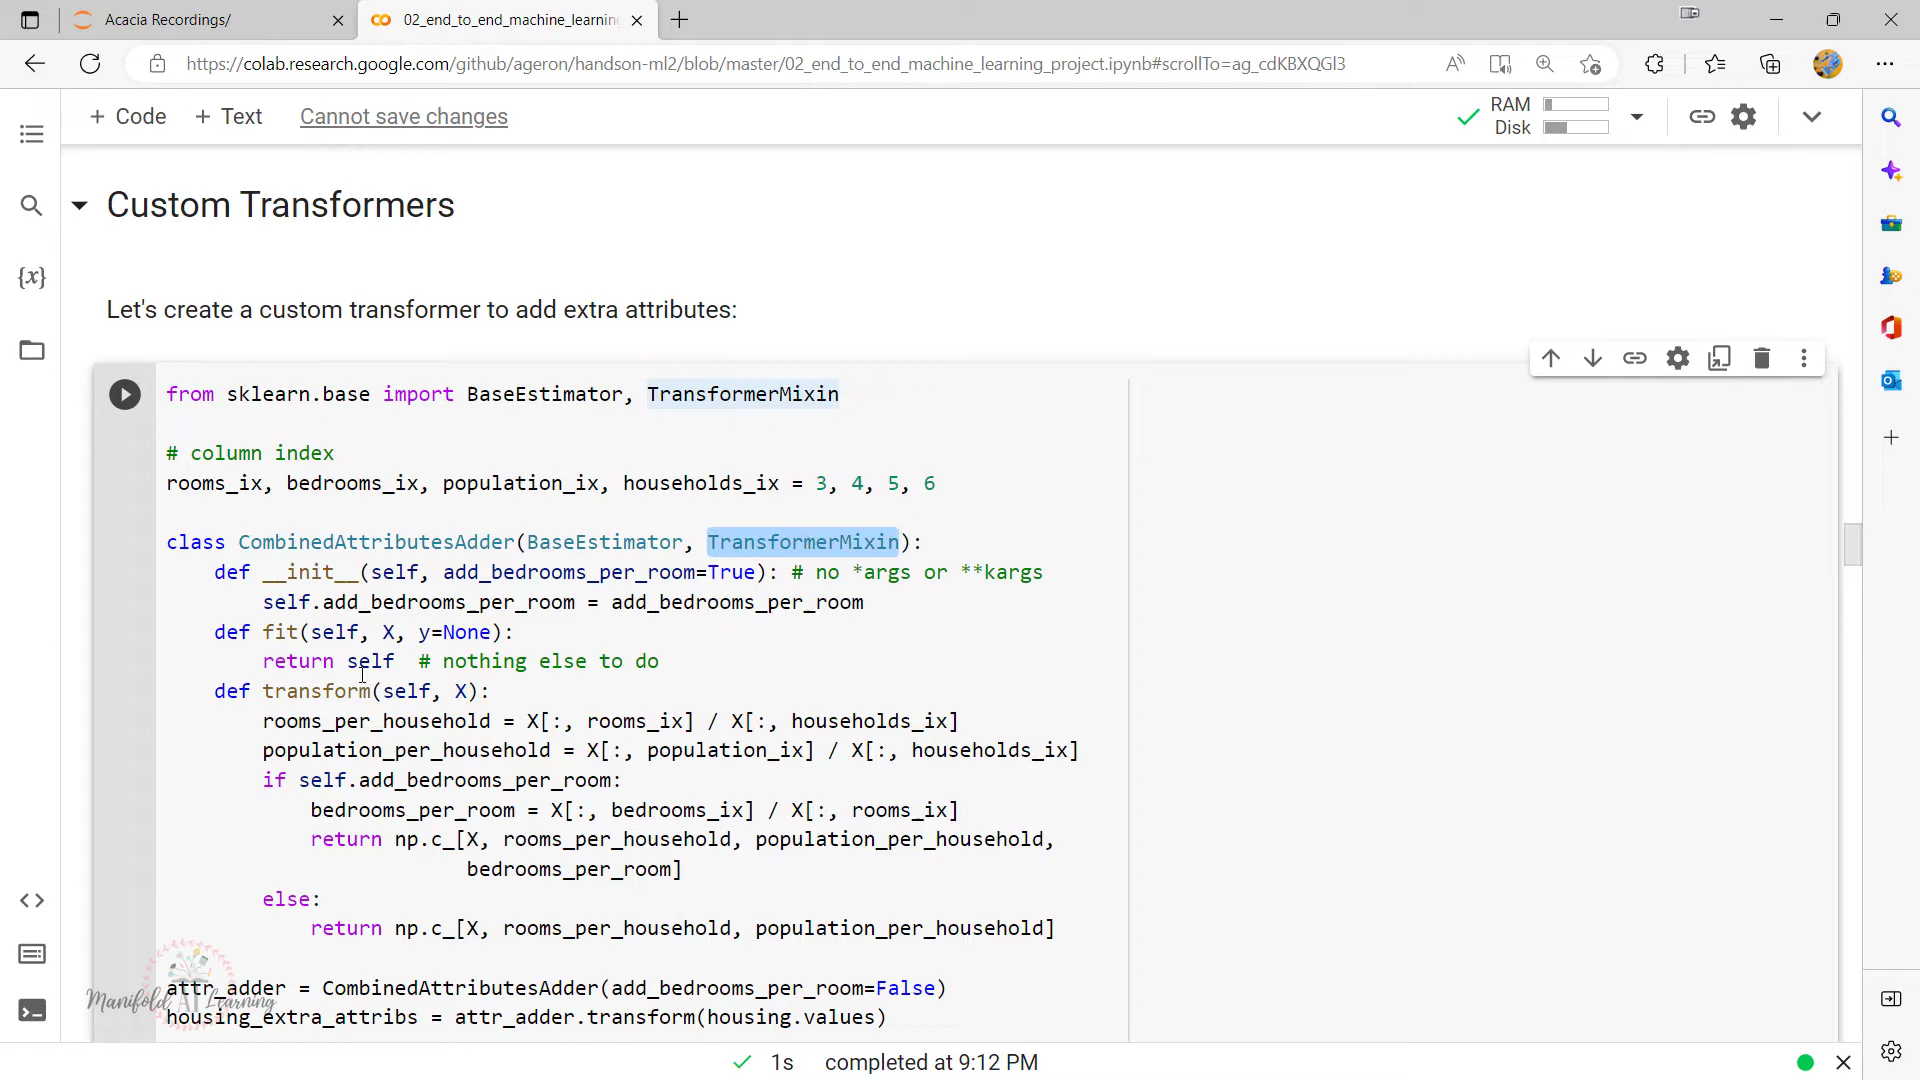 Acacia Recordings/
02_end_to_end_machine_learning
https://colab.research.google.com/github/ageron/handson-ml2/blob/master/02_end_to_end_machine_learning_project.ipynb#scrollTo=ag_cdKBXQGl3
+ Code + Text Cannot save changes
RAM
Disk
Custom Transformers
Let's create a custom transformer to add extra attributes:
from sklearn.base import BaseEstimator, TransformerMixin
# column index
rooms_ix, bedrooms_ix, population_ix, households_ix = 3, 4, 5, 6
class CombinedAttributesAdder(BaseEstimator, TransformerMixin):
def __init__(self, add_bedrooms_per_room=True): # no *args or **kargs
self.add_bedrooms_per_room = add_bedrooms_per_room
def fit(self, X, y=None):
return self # nothing else to do
def transform(self, X):
rooms_per_household = X[:, rooms_ix] / X[:, households_ix]
population_per_household = X[:, population_ix] / X[:, households_ix]
if self.add_bedrooms_per_room:
bedrooms_per_room = X[:, bedrooms_ix] / X[:, rooms_ix]
return np.c_[X, rooms_per_household, population_per_household,
bedrooms_per_room]
else:
return np.c_[X, rooms_per_household, population_per_household]
attr_adder = CombinedAttributesAdder(add_bedrooms_per_room=False)
housing_extra_attribs = attr_adder.transform(housing.values)
Manifold AI Learning
1s completed at 9:12 PM